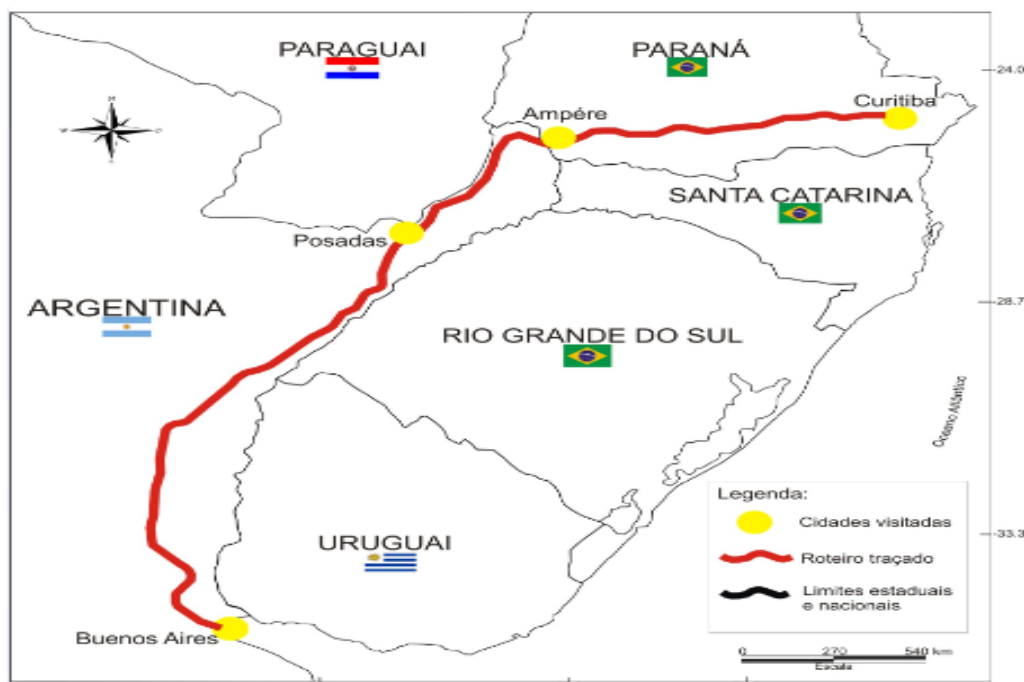 PARAGUAI
PARANÁ
-24.0
Ampére
Curitiba
SANTA CATARINA
Posadas
ARGENTINA
-28.7
RIO GRANDE DO SUL
Oceano Atlântico
Legenda:
Cidades visitadas
URUGUAI
-33.3
Roteiro traçado
Limites estaduais
e nacionais
Buenos Aires
0 270 540 km
Escala